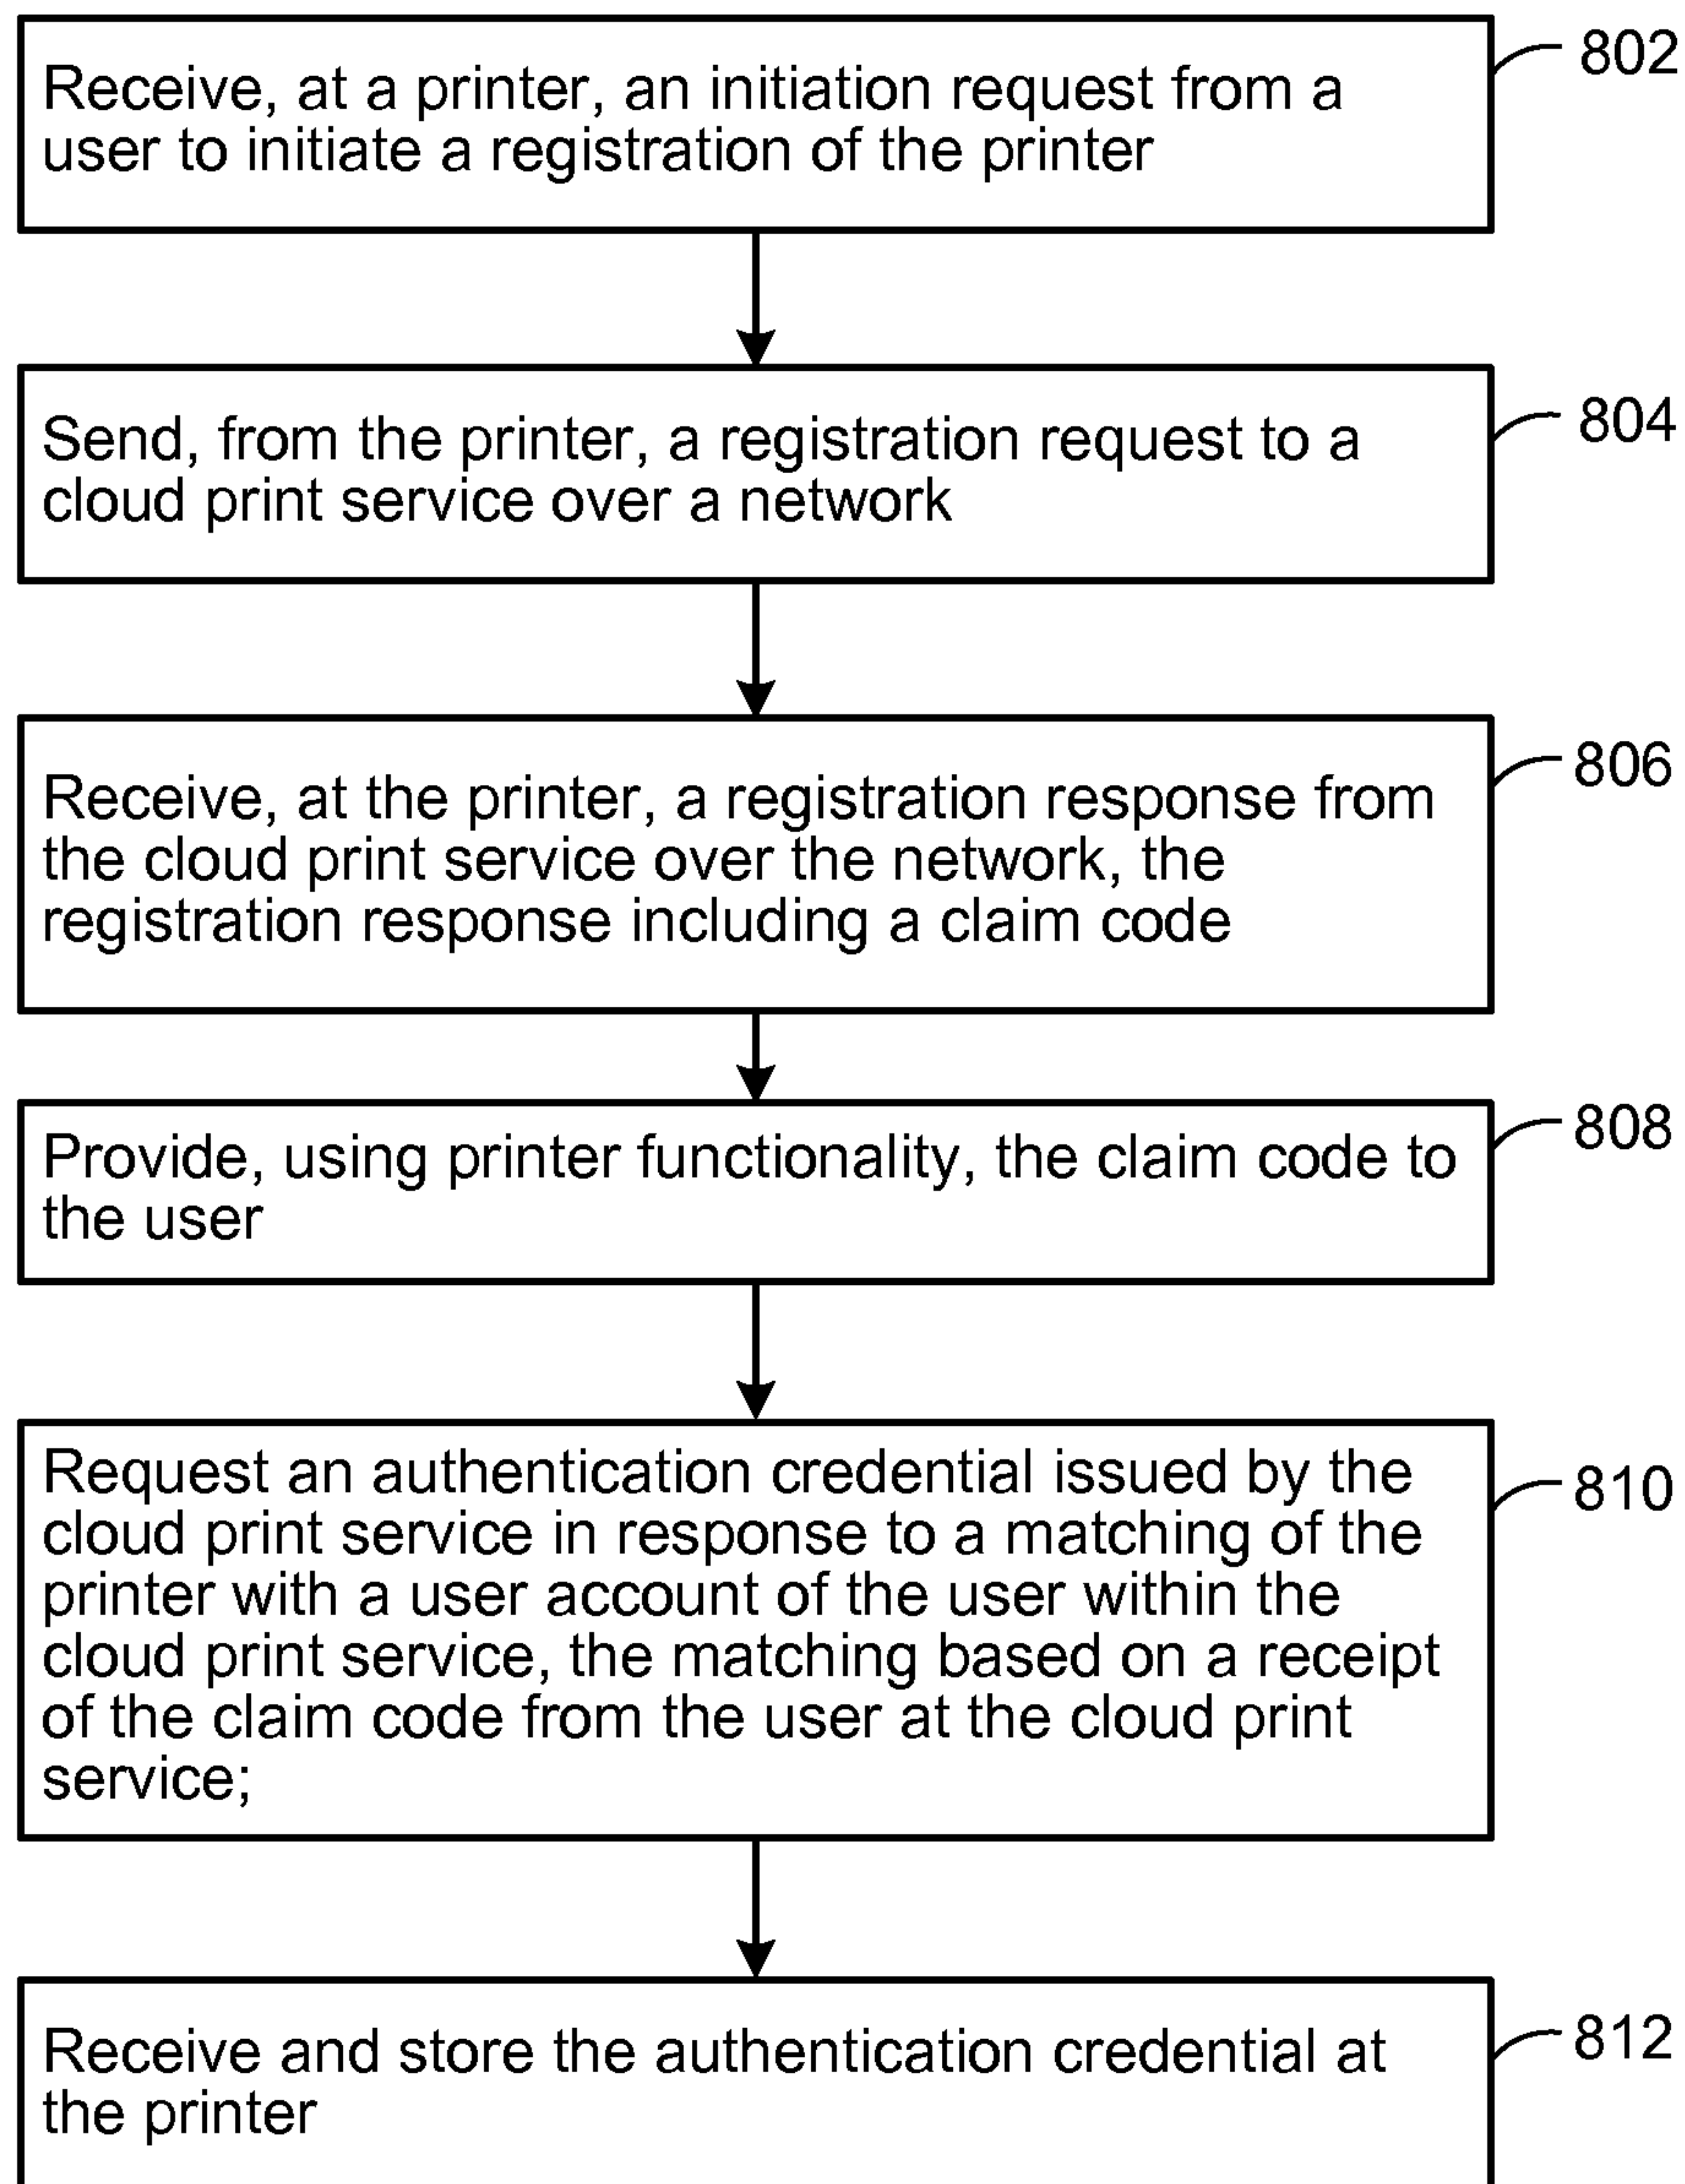 802
Receive, at a printer, an initiation request from a
user to initiate a registration of the printer
804
Send, from the printer, a registration request to a
cloud print service over a network
806
Receive, at the printer, a registration response from
the cloud print service over the network, the
registration response including a claim code
808
Provide, using printer functionality, the claim code to
the user
810
Request an authentication credential issued by the
cloud print service in response to a matching of the
printer with a user account of the user within the
cloud print service, the matching based on a receipt
of the claim code from the user at the cloud print
service;
812
Receive and store the authentication credential at
the printer